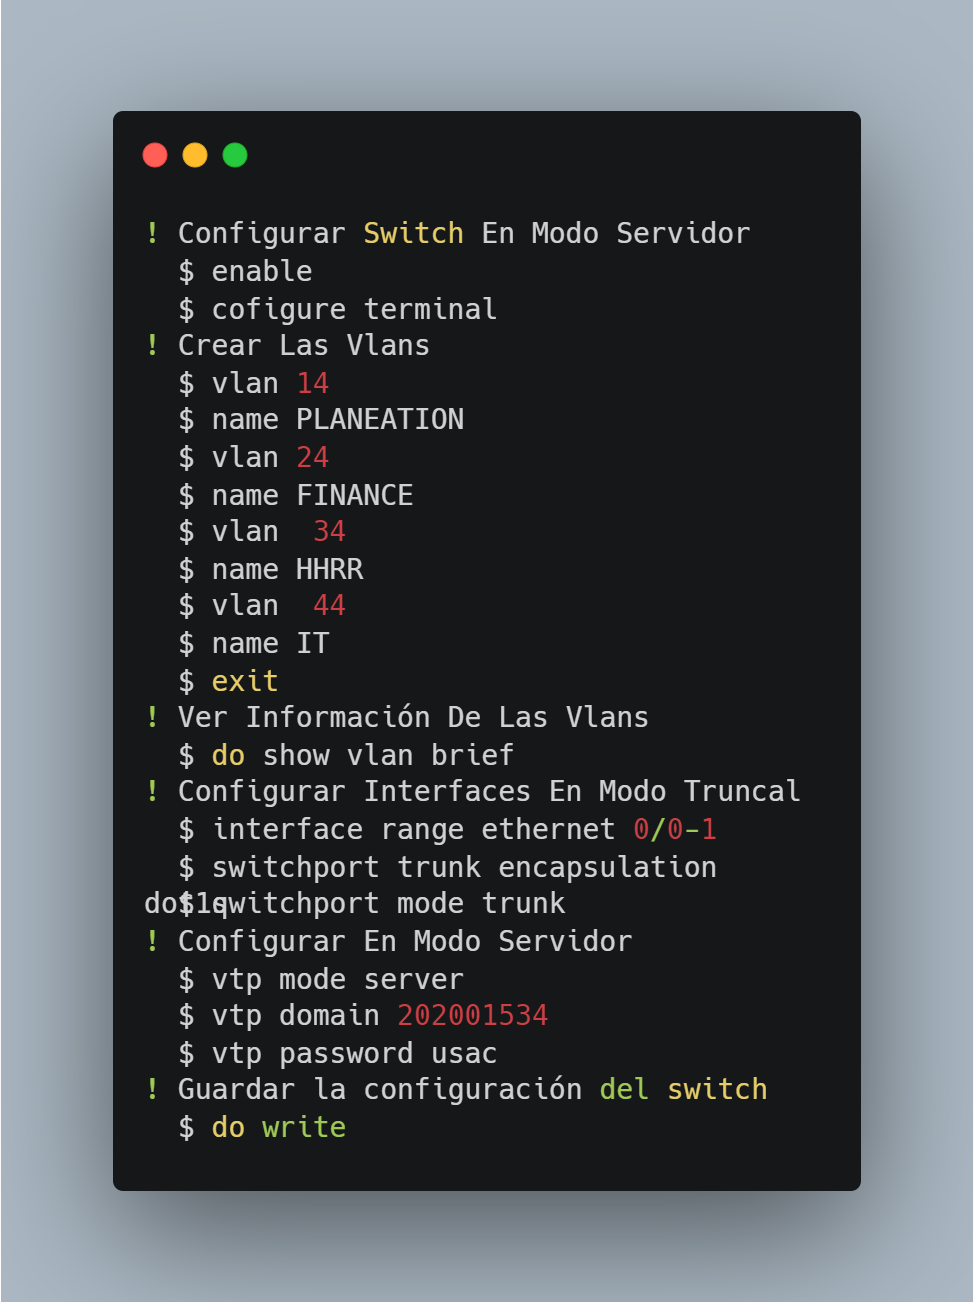 ! Configurar Switch En Modo Servidor
$ enable
$ cofigure terminal
! Crear Las Vlans
$ vlan 14
$ name PLANEATION
$ vlan 24
$ name FINANCE
$ vlan  34
$ name HHRR
$ vlan  44
$ name IT
$ exit
! Ver Información De Las Vlans
$ do show vlan brief
! Configurar Interfaces En Modo Truncal
$ interface range ethernet 0/0-1
$ switchport trunk encapsulation
dot1q
$ switchport mode trunk
! Configurar En Modo Servidor
$ vtp mode server
$ vtp domain 202001534
$ vtp password usac
! Guardar la configuración del switch
$ do write